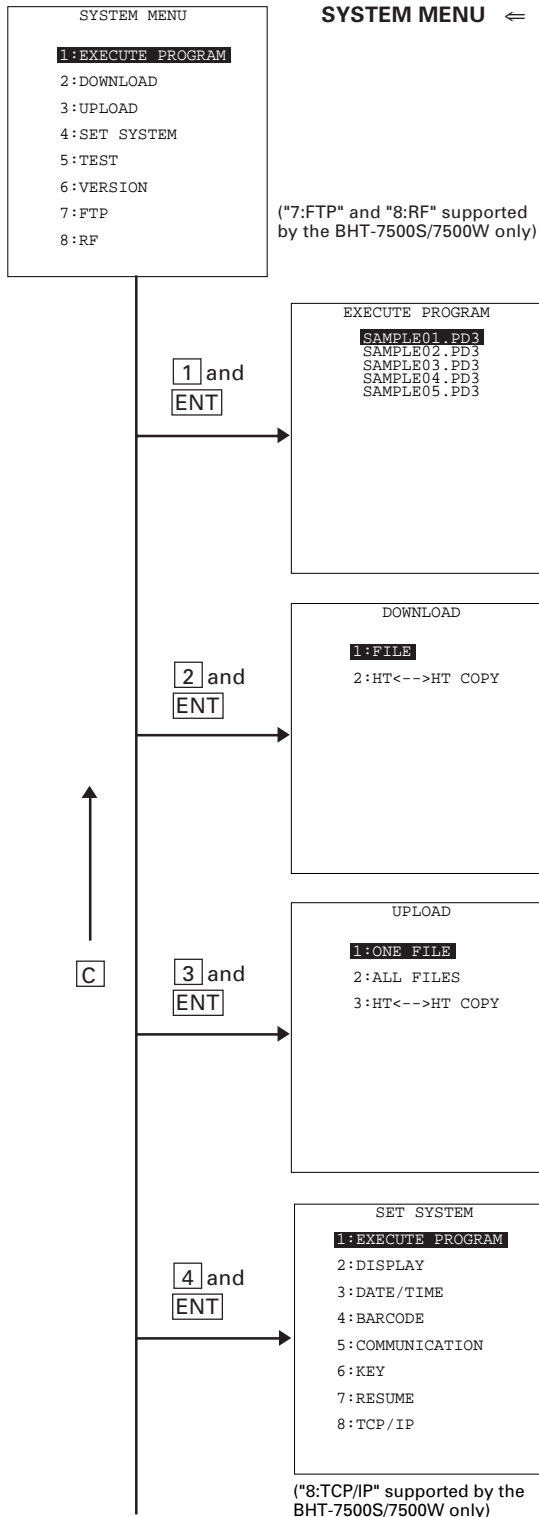 SYSTEM MENU
SYSTEM MENU ⇐
1:EXECUTE PROGRAM
2:DOWNLOAD
3:UPLOAD
4:SET SYSTEM
5:TEST
6:VERSION
7:FTP
8:RF
("7:FTP" and "8:RF" supported
by the BHT-7500S/7500W only)
EXECUTE PROGRAM
SAMPLE01.PD3
SAMPLE02.PD3
SAMPLE03.PD3
SAMPLE04.PD3
SAMPLE05.PD3
1 and
ENT
DOWNLOAD
1:FILE
2:HT<-->HT COPY
2 and
ENT
UPLOAD
1:ONE FILE
2:ALL FILES
3:HT<-->HT COPY
C
3 and
ENT
SET SYSTEM
1:EXECUTE PROGRAM
2:DISPLAY
3:DATE/TIME
4:BARCODE
5:COMMUNICATION
6:KEY
7:RESUME
8:TCP/IP
4 and
ENT
("8:TCP/IP" supported by the
BHT-7500S/7500W only)